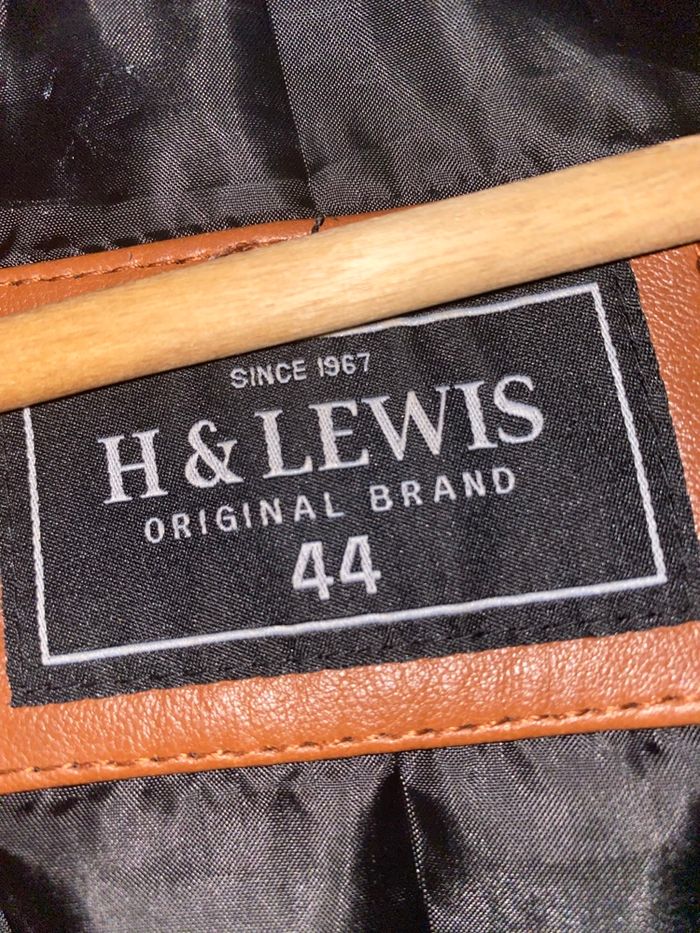 SINCE 1967
H & LEWIS
ORIGINAL BRAND
44